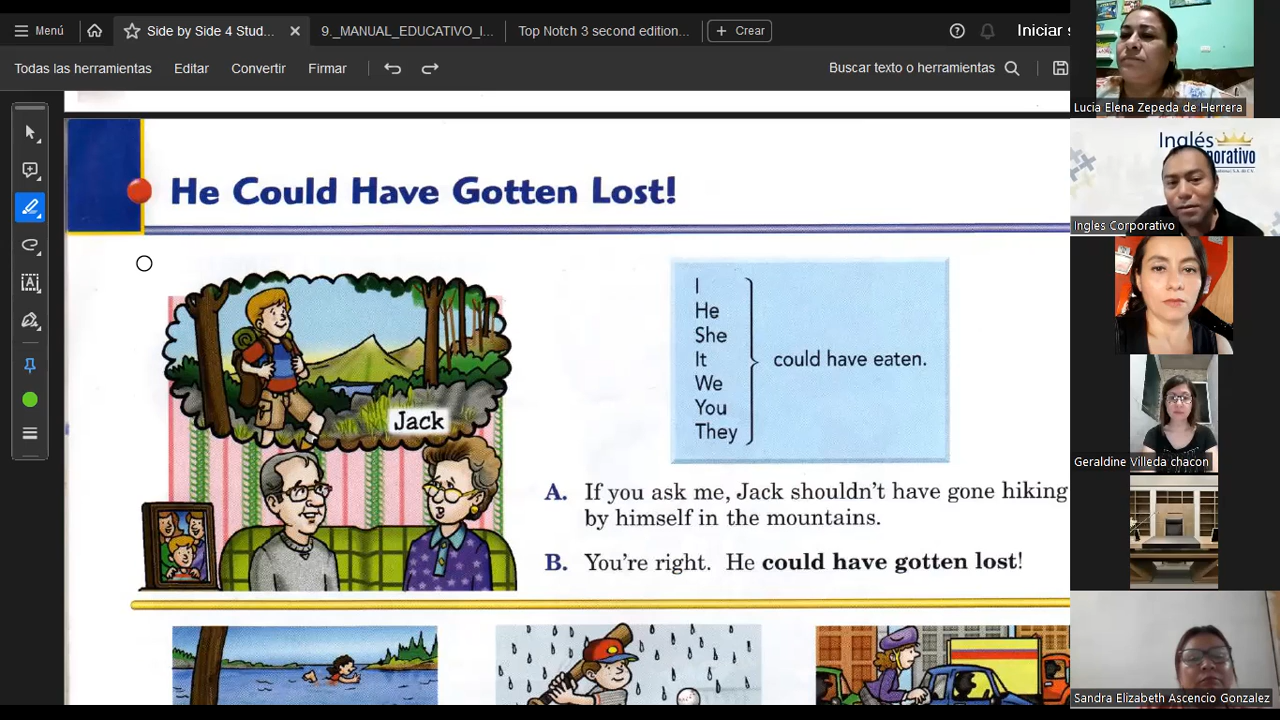 Menú
Side by Side 4 Stud...
9._MANUAL_EDUCATIVO_I...
Top Notch 3 second edition...
Crear
Iniciar
Todas las herramientas
Editar
Convertir
Firmar
Buscar texto o herramientas
He Could Have Gotten Lost!
Jack
I
He
She
It
We
You
They
could have eaten.
A. If you ask me, Jack shouldn't have gone hiking
by himself in the mountains.
B. You're right. He could have gotten lost!
Lucia Elena Zepeda de Herrera
Inglés
Ingles Corporativo
Geraldine Villeda chacon
Sandra Elizabeth Ascencio Gonzalez